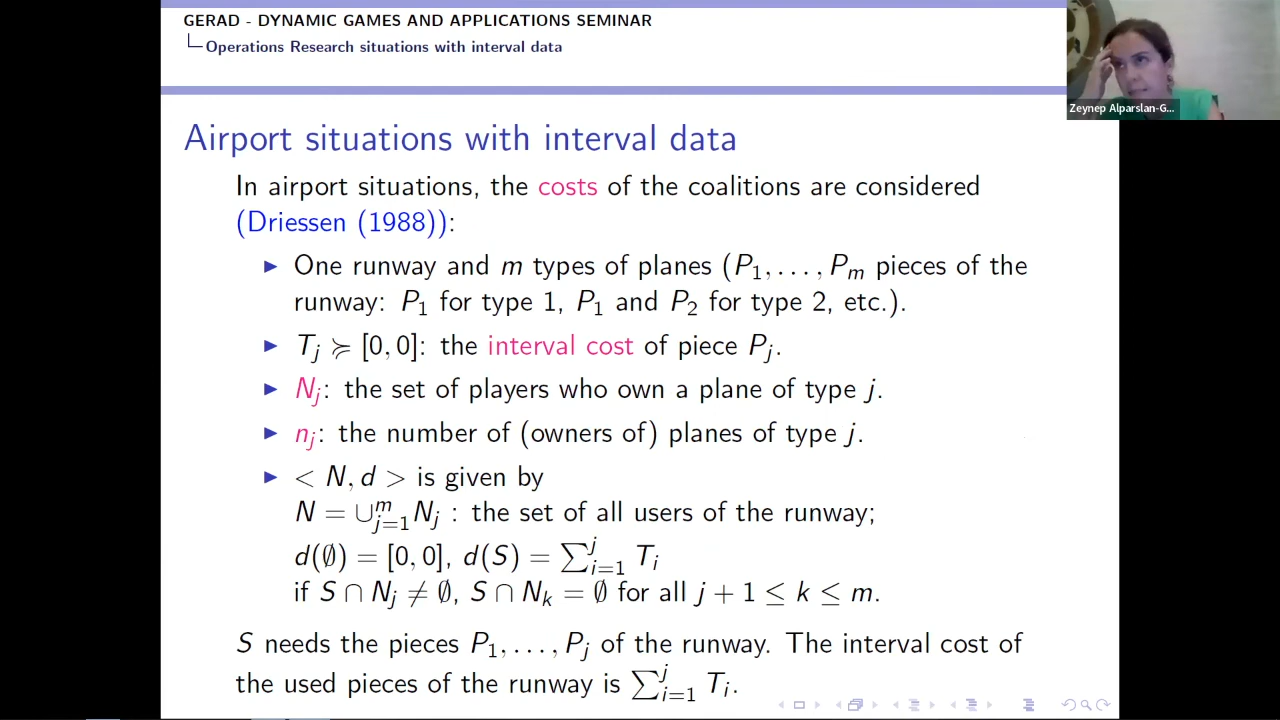 GERAD - DYNAMIC GAMES AND APPLICATIONS SEMINAR
Operations Research situations with interval data
Zeynep Alparslan-G...
Airport situations with interval data
In airport situations, the costs of the coalitions are considered
(Driessen (1988)):
► One runway and m types of planes (P₁, . . . , Pₘ pieces of the
runway: P₁ for type 1, P₁ and P₂ for type 2, etc.).
► Tⱼ ≽ [0, 0]: the interval cost of piece Pⱼ.
► Nⱼ: the set of players who own a plane of type j.
► nⱼ: the number of (owners of) planes of type j.
► < N, d > is given by
N = ∪ᵐⱼ₌₁ Nⱼ : the set of all users of the runway;
d(∅) = [0, 0], d(S) = ∑ʲᵢ₌₁ Tᵢ
if S ∩ Nⱼ ≠ ∅, S ∩ Nₖ = ∅ for all j + 1 ≤ k ≤ m.
S needs the pieces P₁, . . . , Pⱼ of the runway. The interval cost of
the used pieces of the runway is ∑ʲᵢ₌₁ Tᵢ.